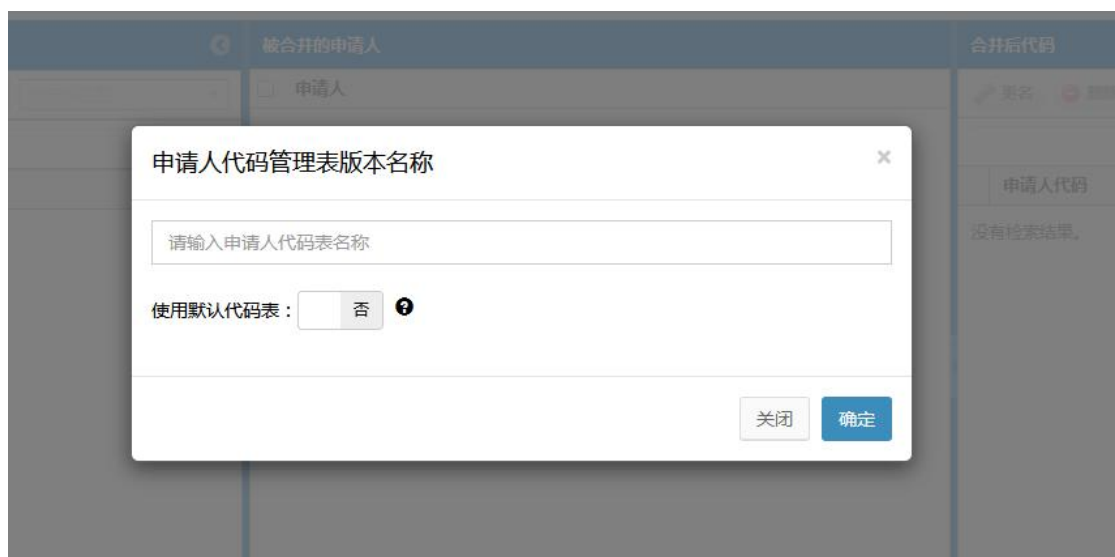 被合并的申请人
合并后代码
申请人
更名
申请人代码管理表版本名称
×
申请人代码
请输入申请人代码表名称
没有检索结果。
使用默认代码表：
否
关闭
确定